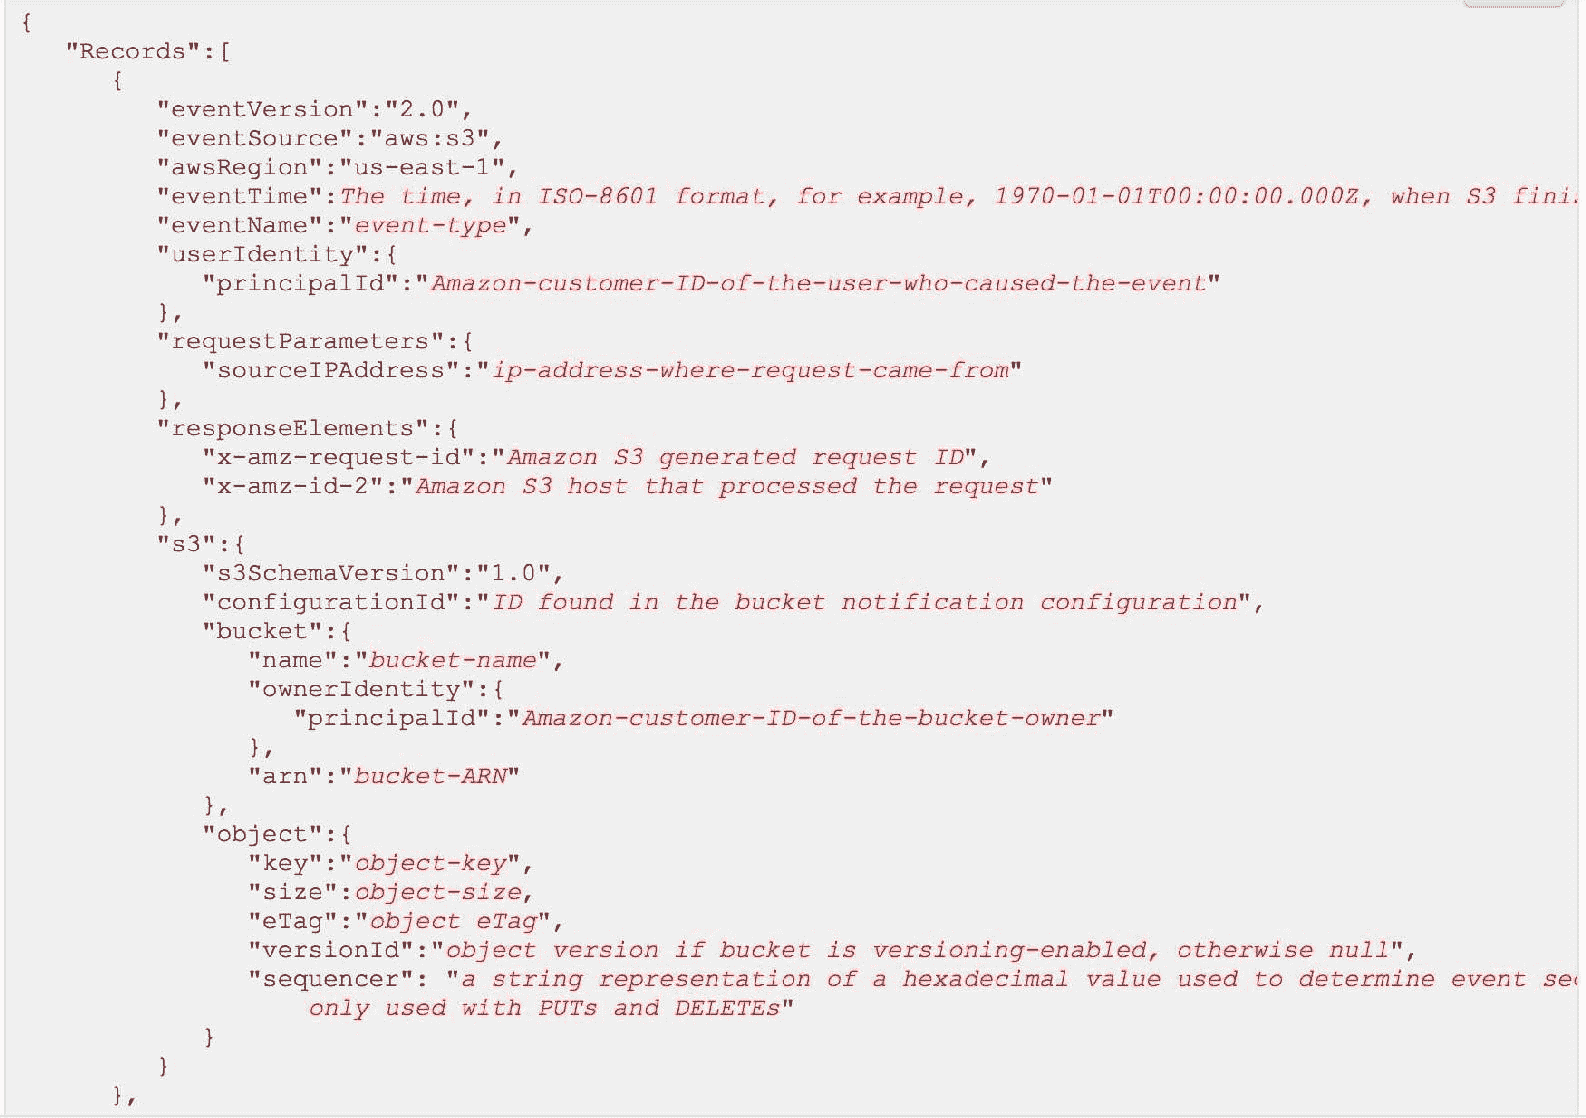 {
   "Records":[
      {
         "eventVersion":"2.0",
         "eventSource":"aws:s3",
         "awsRegion":"us-east-1",
         "eventTime":The time, in ISO-8601 format, for example, 1970-01-01T00:00:00.000Z, when S3
         "eventName":"event-type",
         "userIdentity":{
            "principalId":"Amazon-customer-ID-of-the-user-who-caused-the-event"
         },
         "requestParameters":{
            "sourceIPAddress":"ip-address-where-request-came-from"
         },
         "responseElements":{
            "x-amz-request-id":"Amazon S3 generated request ID",
            "x-amz-id-2":"Amazon S3 host that processed the request"
         },
         "s3":{
            "s3SchemaVersion":"1.0",
            "configurationId":"ID found in the bucket notification configuration",
            "bucket":{
               "name":"bucket-name",
               "ownerIdentity":{
                  "principalId":"Amazon-customer-ID-of-the-bucket-owner"
               },
               "arn":"bucket-ARN"
            },
            "object":{
               "key":"object-key",
               "size":object-size,
               "eTag":"object eTag",
               "versionId":"object version if bucket is versioning-enabled, otherwise null",
               "sequencer": "a string representation of a hexadecimal value used to determine event
                   only used with PUTs and DELETEs"
            }
         }
      },